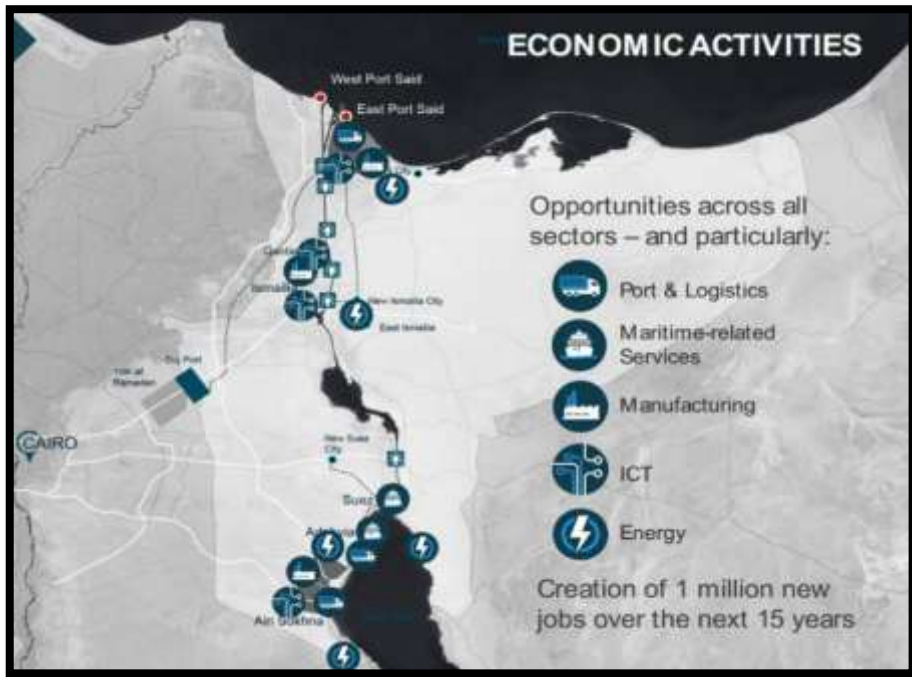 ECONOMIC ACTIVITIES
West Port Said
East Port Said
City
Opportunities across all
sectors – and particularly:
Port & Logistics
Maritime-related
Services
Manufacturing
ICT
Energy
Creation of 1 million new
jobs over the next 15 years
New Ismailia City
East Ismailia
Dry Port
10th of
Ramadan
CAIRO
New Suez
City
Suez
Adabiya
Ain Sokhna